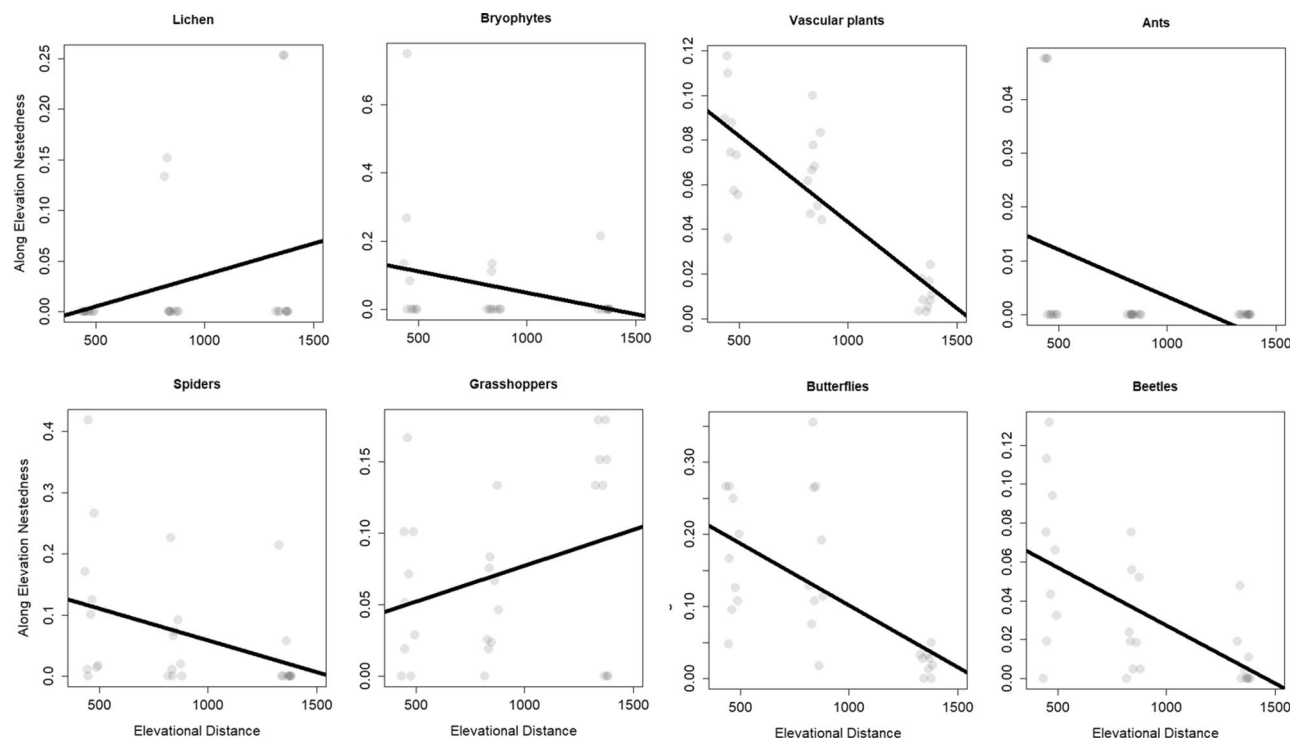 Lichen
Bryophytes
Vascular plants
Ants
Along Elevation Nestedness
0.25
0.20
0.15
0.10
0.05
0.00
500 1000 1500
0.6
0.4
0.2
0.0
500 1000 1500
0.12
0.10
0.08
0.06
0.04
0.02
0.00
500 1000 1500
0.04
0.03
0.02
0.01
0.00
500 1000 1500
Spiders
Grasshoppers
Butterflies
Beetles
Along Elevation Nestedness
0.4
0.3
0.2
0.1
0.0
500 1000 1500
Elevational Distance
0.15
0.10
0.05
0.00
500 1000 1500
Elevational Distance
0.30
0.20
0.10
0.00
500 1000 1500
Elevational Distance
0.12
0.10
0.08
0.06
0.04
0.02
0.00
500 1000 1500
Elevational Distance